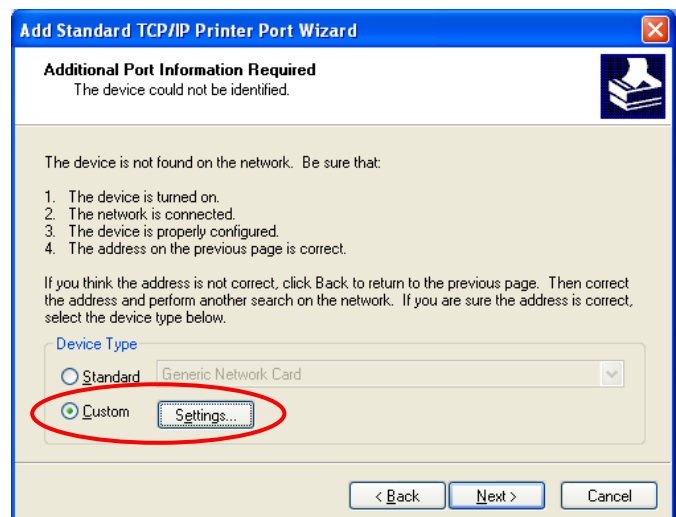 Add Standard TCP/IP Printer Port Wizard
Additional Port Information Required
The device could not be identified.
The device is not found on the network. Be sure that:
1. The device is turned on.
2. The network is connected.
3. The device is properly configured.
4. The address on the previous page is correct.
If you think the address is not correct, click Back to return to the previous page. Then correct
the address and perform another search on the network. If you are sure the address is correct,
select the device type below.
Device Type
Standard Generic Network Card
Custom Settings...
< Back Next > Cancel